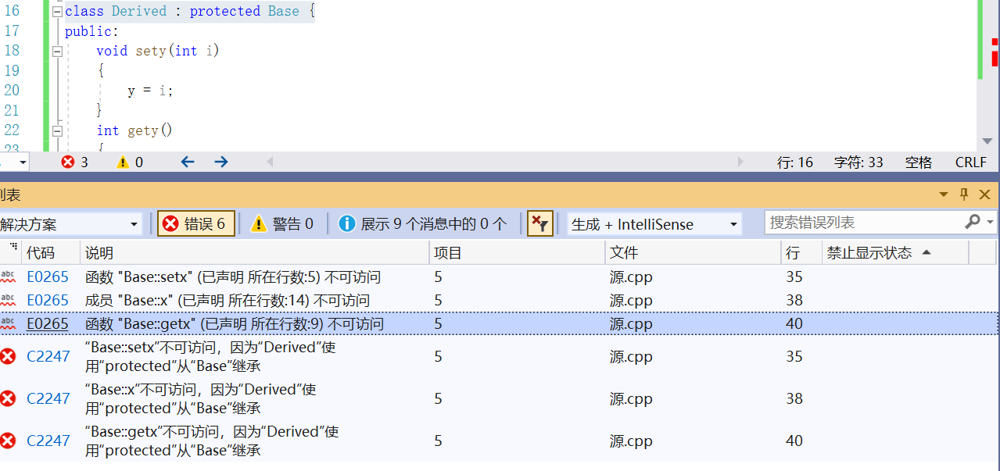 16 class Derived : protected Base {
17 public:
18 void sety(int i)
19 {
20 y = i;
21 }
22 int gety()
23 {
3 0 行: 16 字符: 33 空格 CRLF
列表
解决方案 错误 6 警告 0 展示 9 个消息中的 0 个 生成 + IntelliSense 搜索错误列表
代码 说明 项目 文件 行 禁止显示状态
abc E0265 函数 "Base::setx" (已声明 所在行数:5) 不可访问 5 源.cpp 35
abc E0265 成员 "Base::x" (已声明 所在行数:14) 不可访问 5 源.cpp 38
abc E0265 函数 "Base::getx" (已声明 所在行数:9) 不可访问 5 源.cpp 40
C2247 “Base::setx”不可访问，因为“Derived”使 5 源.cpp 35
用“protected”从“Base”继承
C2247 “Base::x”不可访问，因为“Derived”使 5 源.cpp 38
用“protected”从“Base”继承
C2247 “Base::getx”不可访问，因为“Derived”使 5 源.cpp 40
用“protected”从“Base”继承